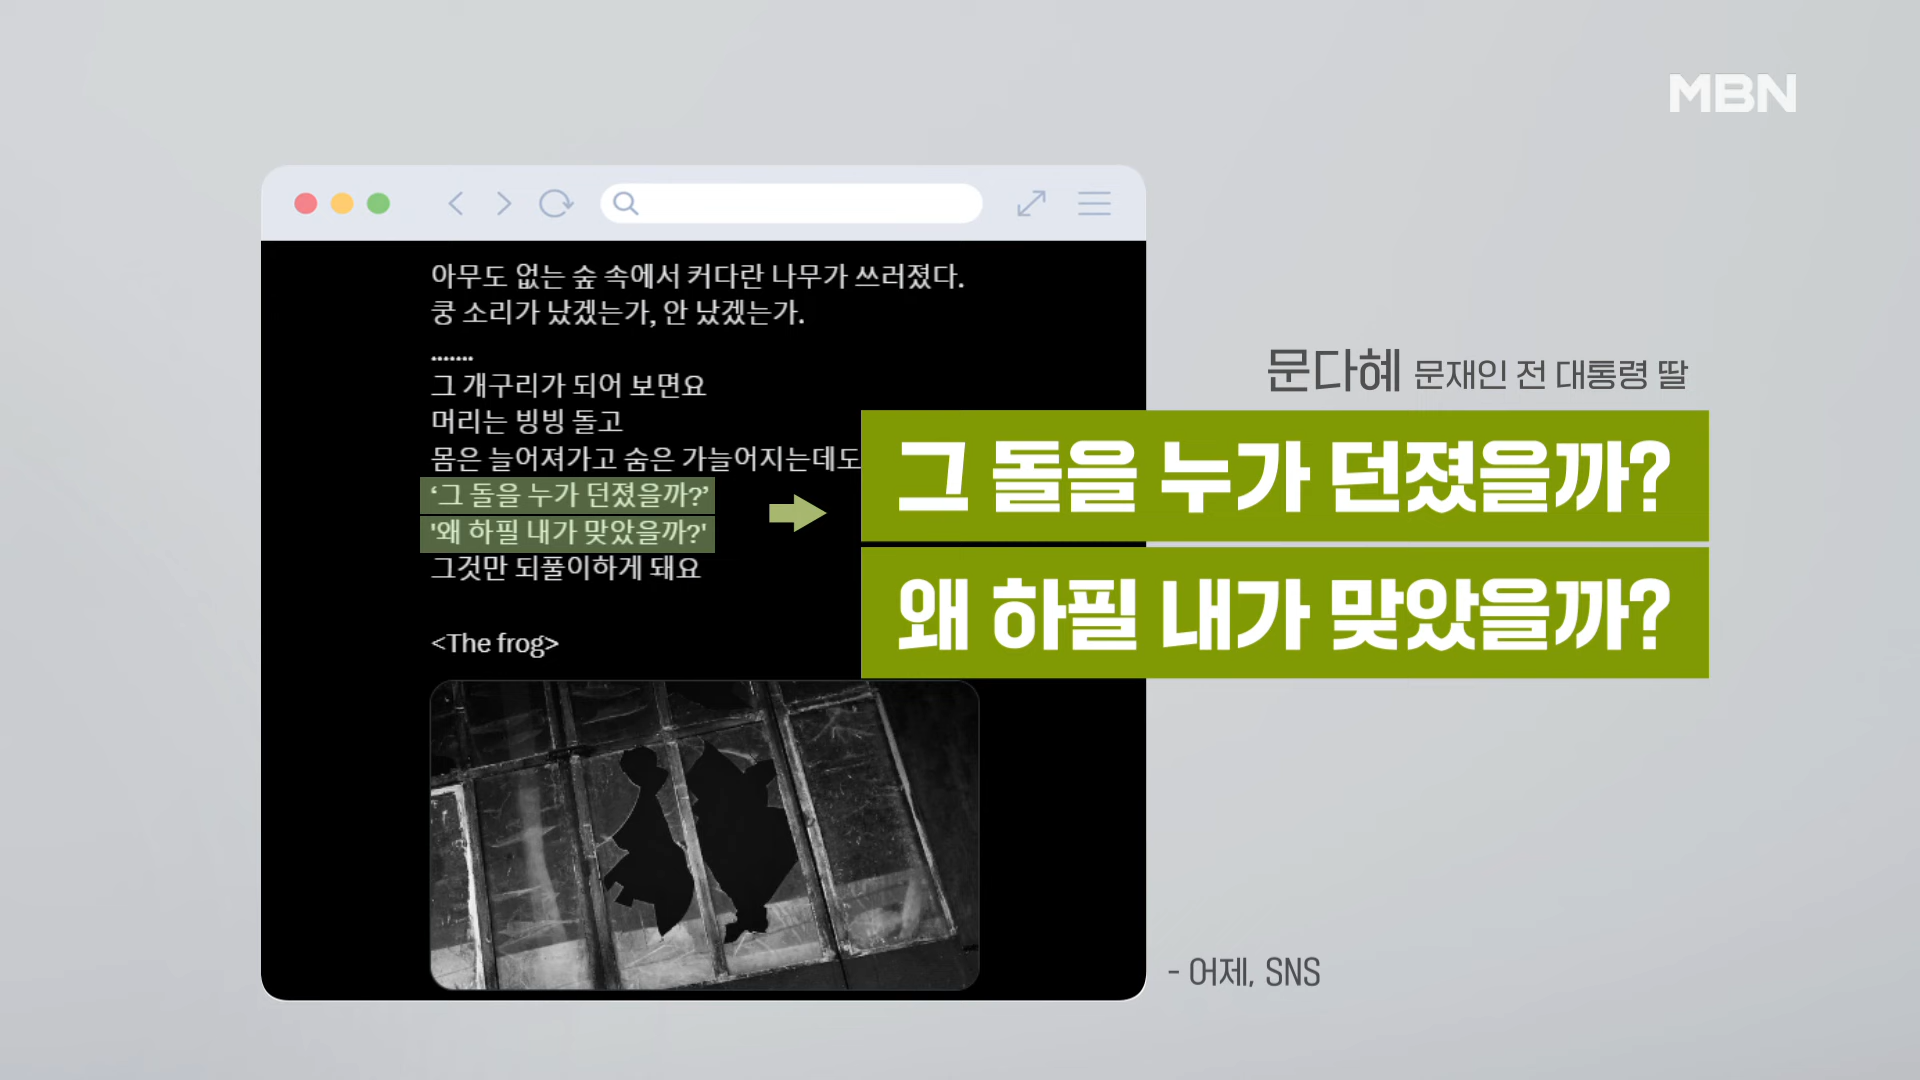 MBN
아무도 없는 숲 속에서 커다란 나무가 쓰러졌다.
쿵 소리가 났겠는가, 안 났겠는가.
.......
그 개구리가 되어 보면요
머리는 빙빙 돌고
몸은 늘어져가고 숨은 가늘어지는데도
‘그 돌을 누가 던졌을까?’
'왜 하필 내가 맞았을까?'
그것만 되풀이하게 돼요
<The frog>
문다혜 문재인 전 대통령 딸
그 돌을 누가 던졌을까?
왜 하필 내가 맞았을까?
- 어제, SNS